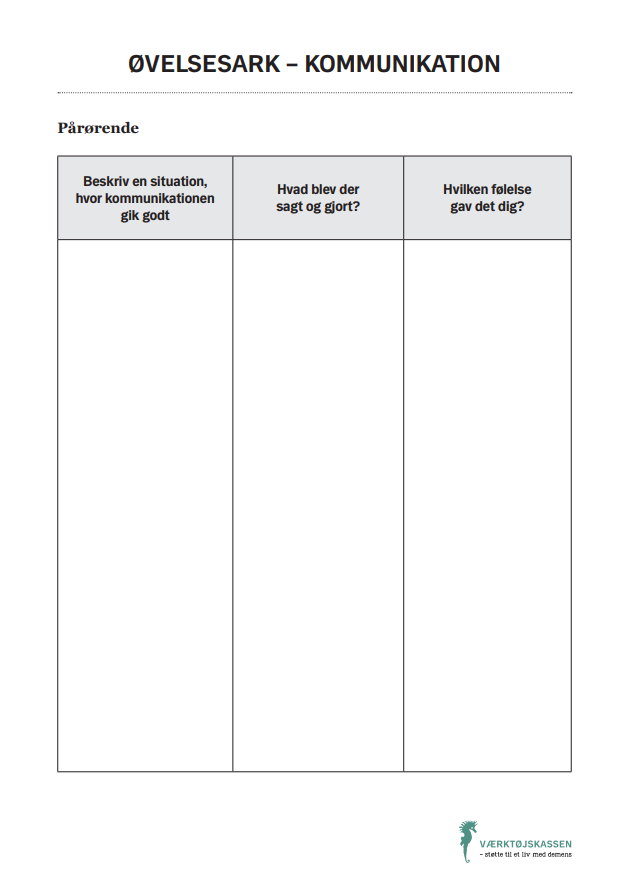 ØVELSESARK – KOMMUNIKATION
Pårørende
Beskriv en situation,
hvor kommunikationen
gik godt
Hvad blev der
sagt og gjort?
Hvilken følelse
gav det dig?
VÆRKTØJSKASSEN
– støtte til et liv med demens